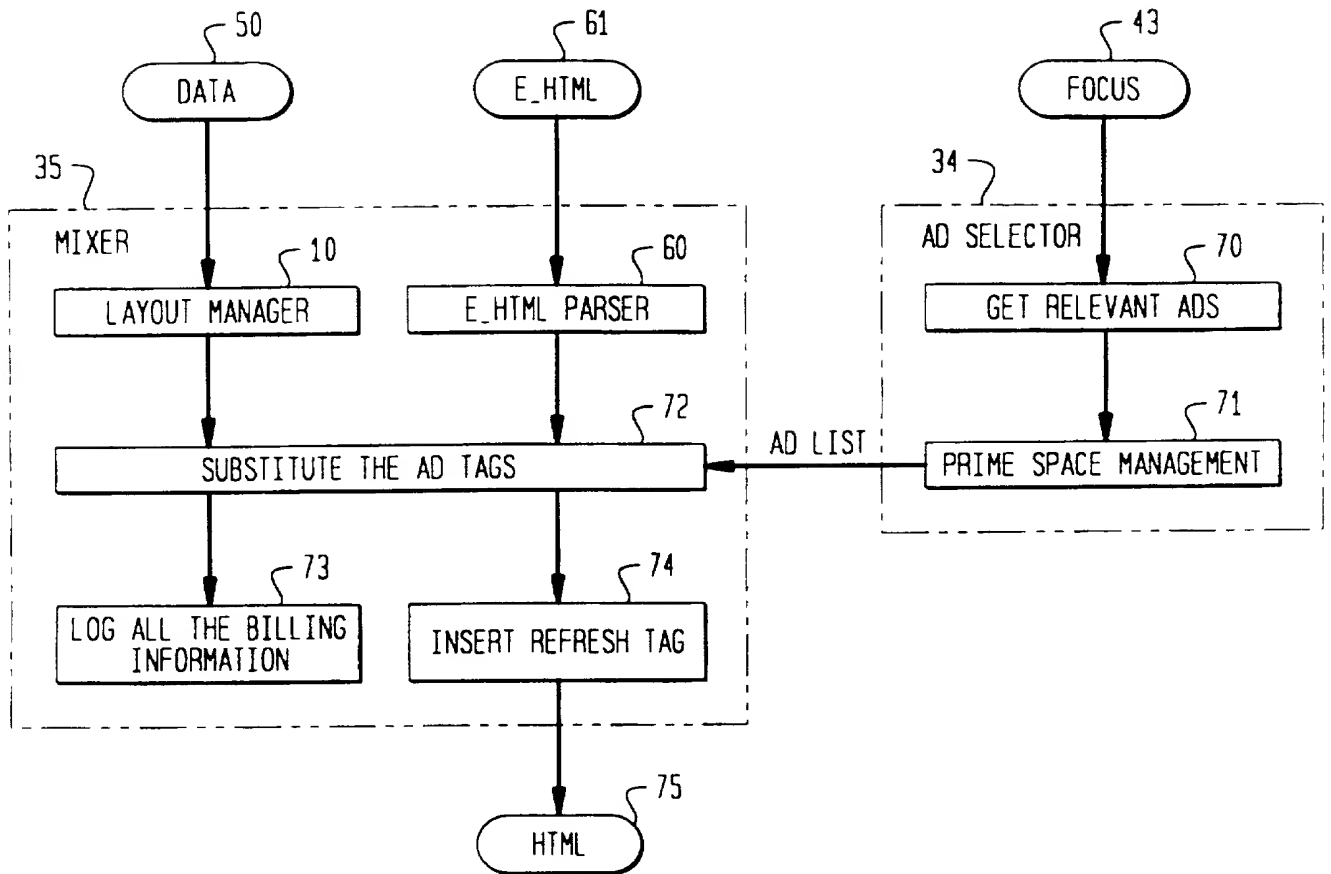 50
61
43
DATA
E_HTML
FOCUS
35
34
MIXER
AD SELECTOR
10
60
70
LAYOUT MANAGER
E_HTML PARSER
GET RELEVANT ADS
72
71
AD LIST
SUBSTITUTE THE AD TAGS
PRIME SPACE MANAGEMENT
73
74
LOG ALL THE BILLING
INFORMATION
INSERT REFRESH TAG
75
HTML